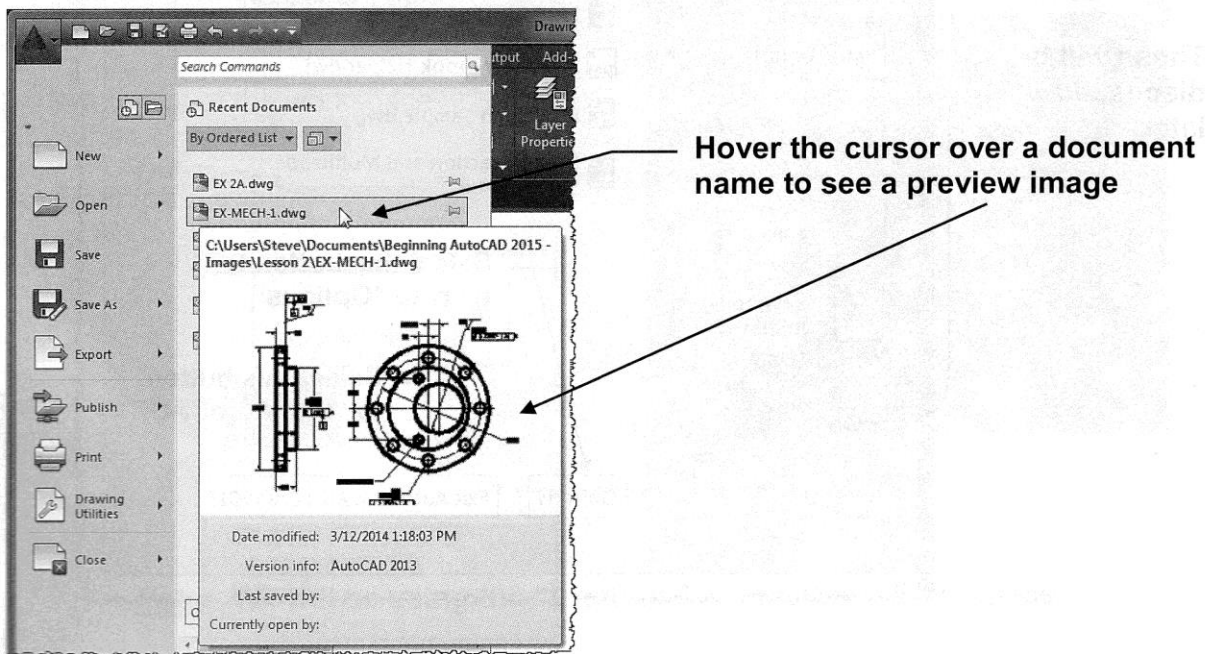 Drawin
Search Commands
tput Add-
Recent Documents
By Ordered List
Layer
Propertie
New
EX 2A.dwg
Open
EX-MECH-1.dwg
Hover the cursor over a document
name to see a preview image
C:\Users\Steve\Documents\Beginning AutoCAD 2015 -
Images\Lesson 2\EX-MECH-1.dwg
Save
Save As
Export
Publish
Print
Drawing
Utilities
Close
Date modified: 3/12/2014 1:18:03 PM
Version info: AutoCAD 2013
Last saved by:
Currently open by: